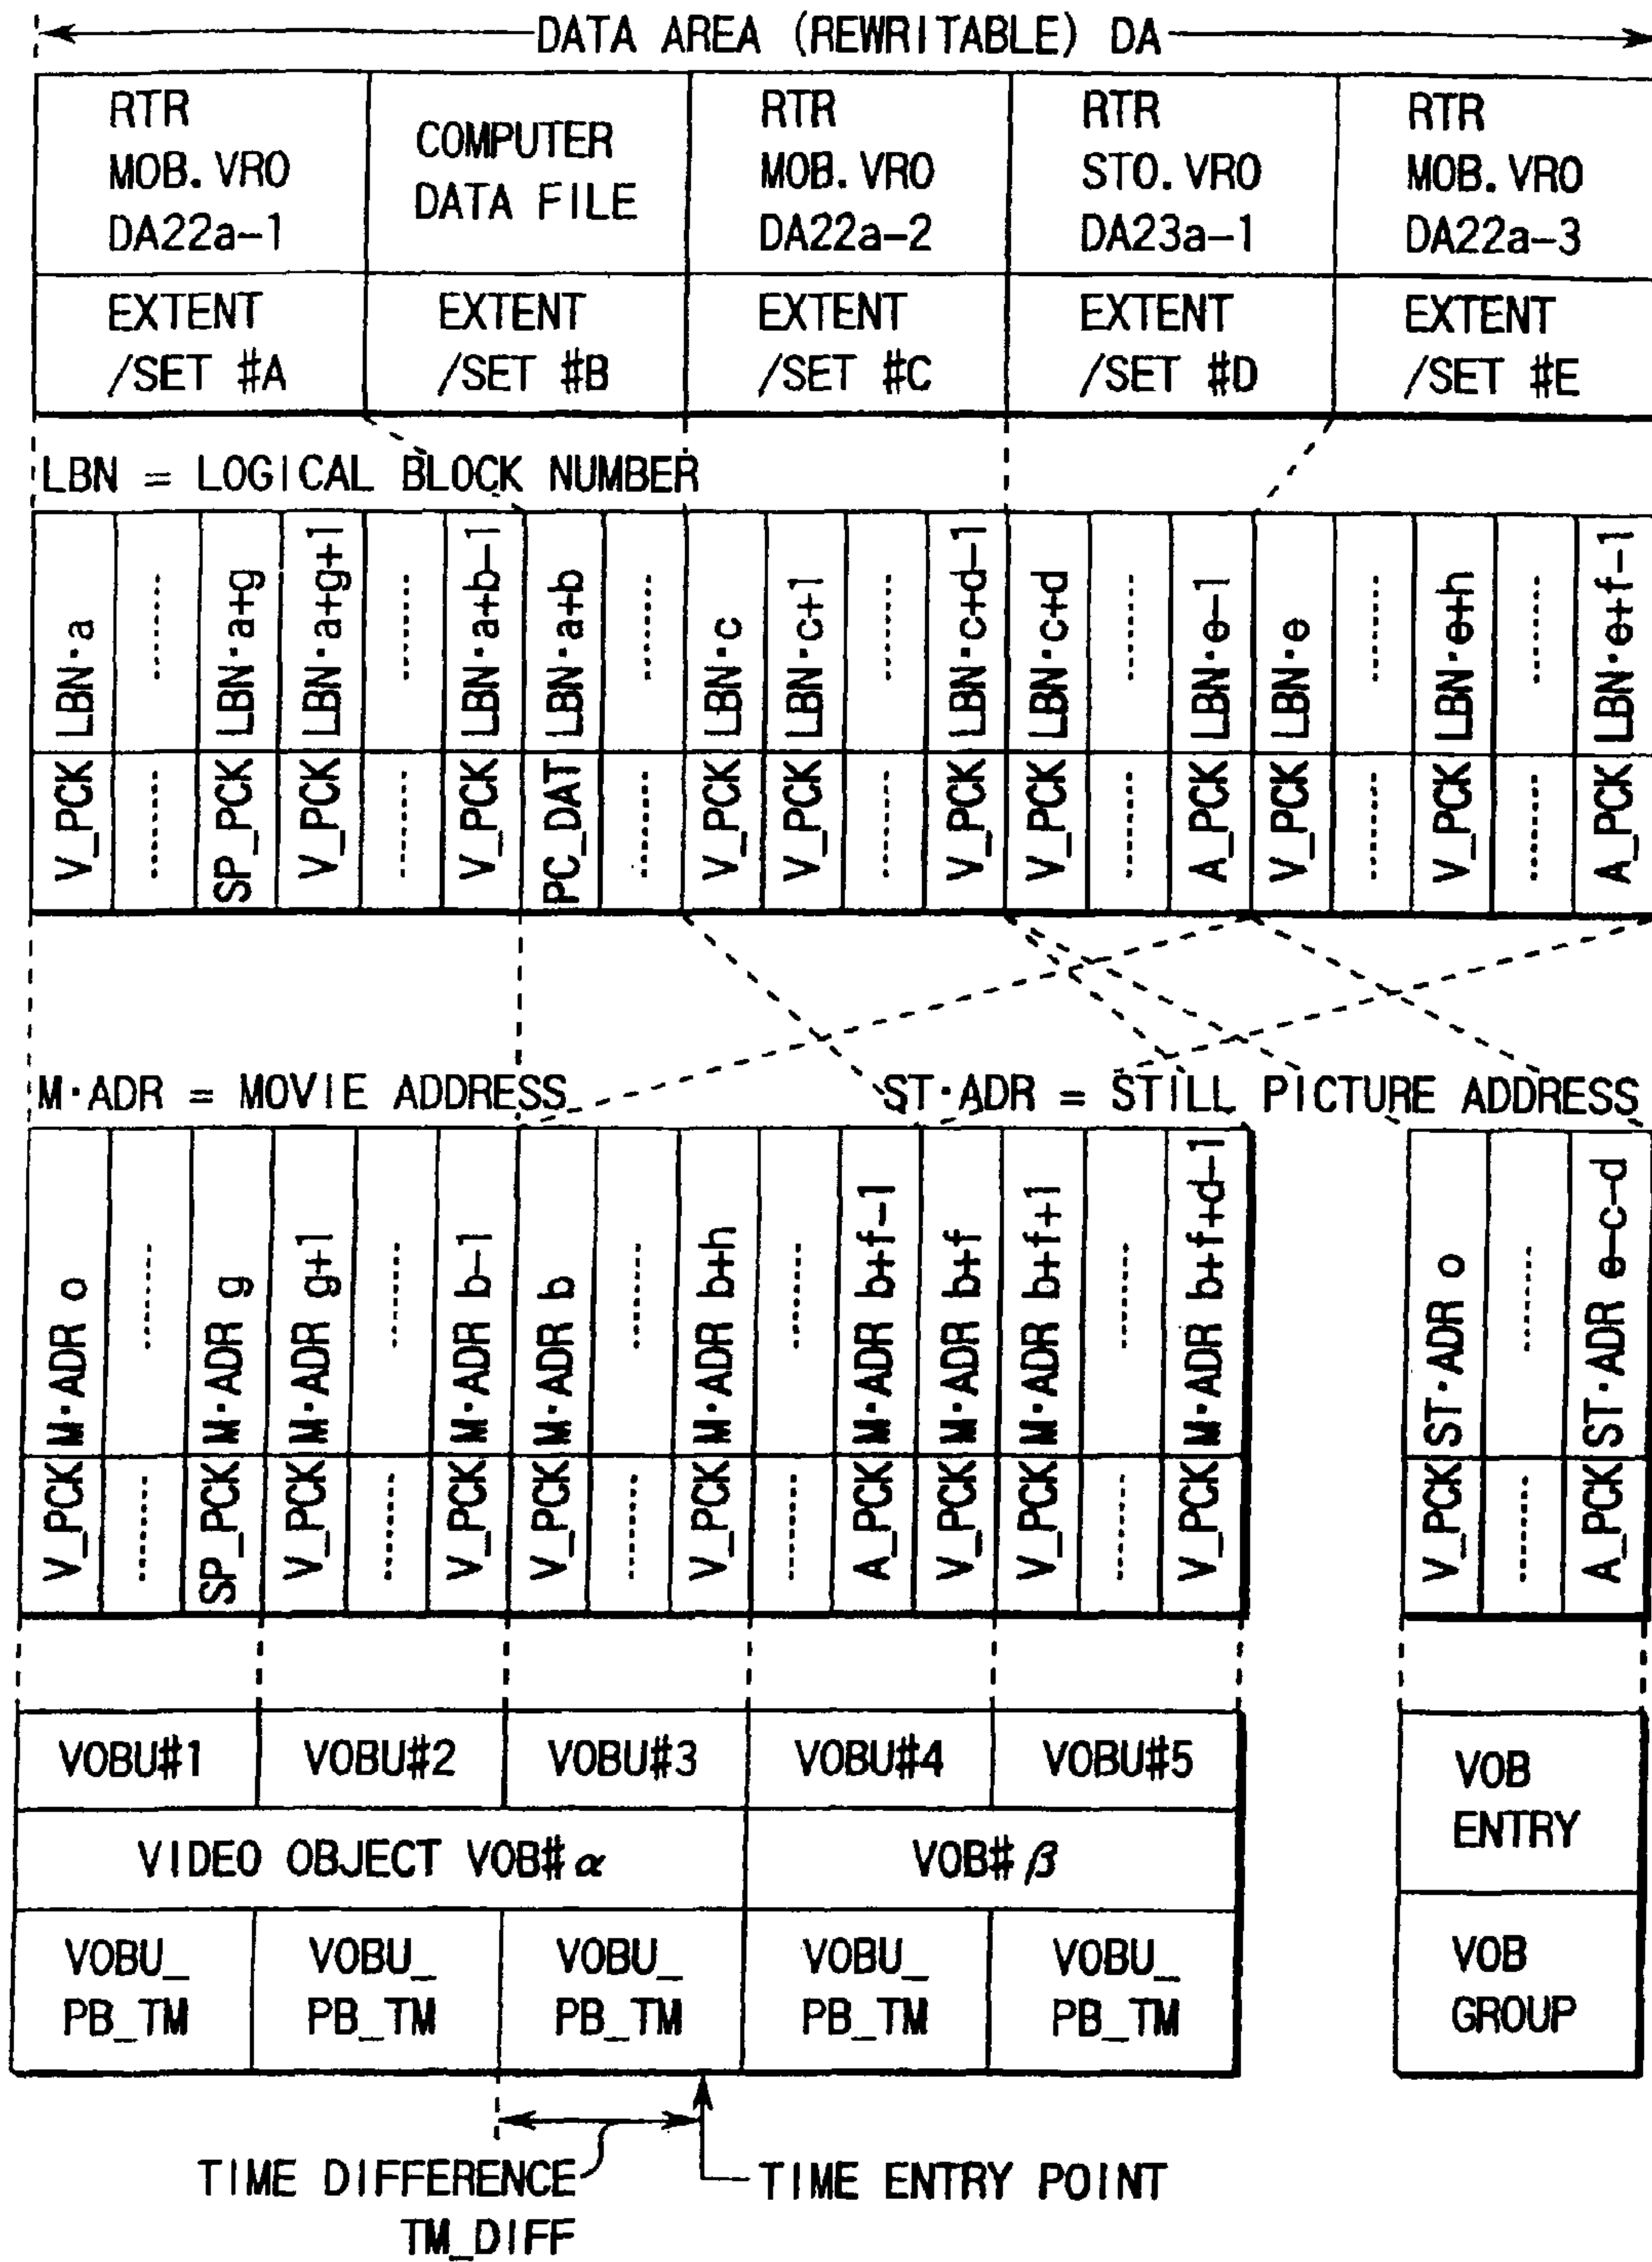 DATA AREA (REWRITABLE) DA
RTR
MOB.VRO
DA22a-1
COMPUTER
DATA FILE
RTR
MOB.VRO
DA22a-2
RTR
STO.VRO
DA23a-1
RTR
MOB.VRO
DA22a-3
EXTENT
/SET #A
EXTENT
/SET #B
EXTENT
/SET #C
EXTENT
/SET #D
EXTENT
/SET #E
LBN = LOGICAL BLOCK NUMBER
V_PCK LBN·a
SP_PCK LBN·a+g
V_PCK LBN·a+g+1
V_PCK LBN·a+b-1
PC_DAT LBN·a+b
V_PCK LBN·c
V_PCK LBN·c+1
V_PCK LBN·c+d-1
V_PCK LBN·c+d
A_PCK LBN·e-1
V_PCK LBN·e
V_PCK LBN·e+h
A_PCK LBN·e+f-1
M·ADR = MOVIE ADDRESS
ST·ADR = STILL PICTURE ADDRESS
V_PCK M·ADR o
SP_PCK M·ADR g
V_PCK M·ADR g+1
V_PCK M·ADR b-1
V_PCK M·ADR b
V_PCK M·ADR b+h
A_PCK M·ADR b+f-1
V_PCK M·ADR b+f
V_PCK M·ADR b+f+1
V_PCK M·ADR b+f+d-1
V_PCK ST·ADR o
A_PCK ST·ADR e-c-d
VOBU#1
VOBU#2
VOBU#3
VOBU#4
VOBU#5
VOB
ENTRY
VIDEO OBJECT VOB#α
VOB#β
VOBU_
PB_TM
VOBU_
PB_TM
VOBU_
PB_TM
VOBU_
PB_TM
VOBU_
PB_TM
VOB
GROUP
TIME DIFFERENCE
TM_DIFF
TIME ENTRY POINT